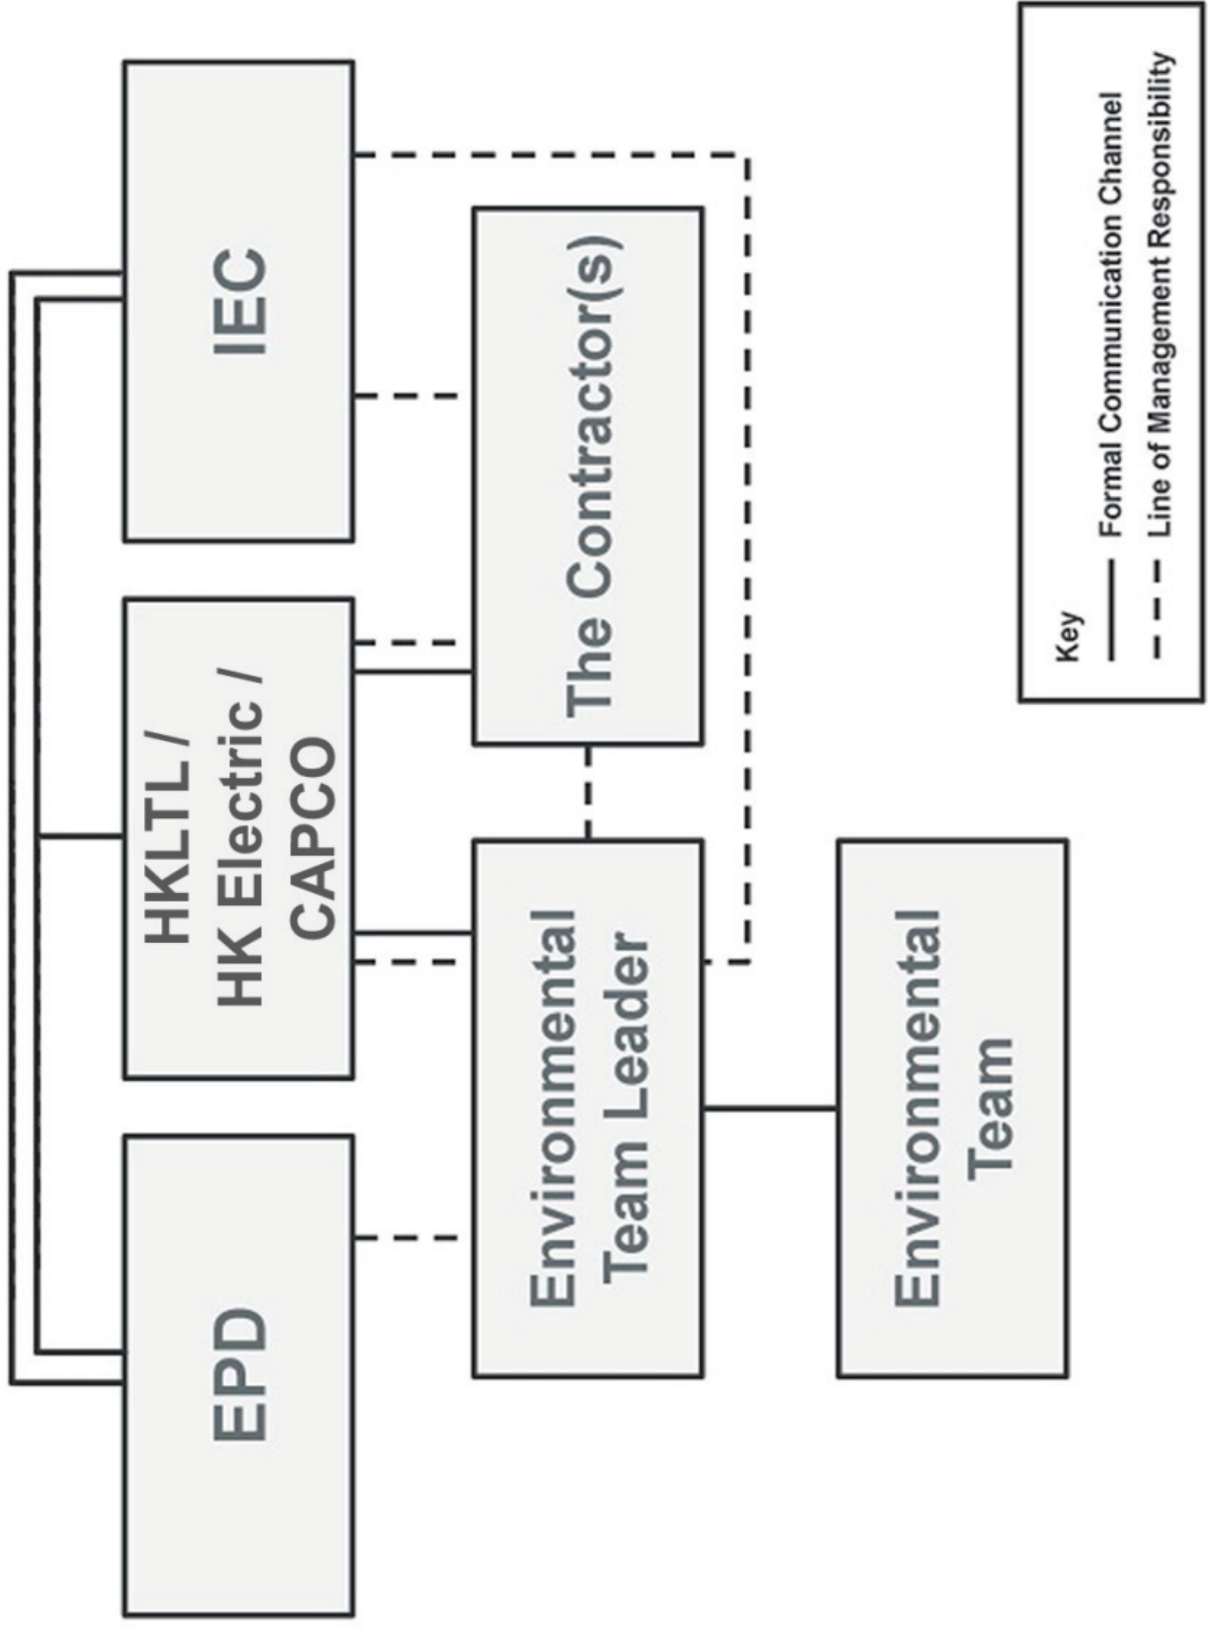 EPD
HKLTL /
HK Electric /
CAPCO
IEC
Environmental
Team Leader
The Contractor(s)
Environmental
Team
Key
Formal Communication Channel
Line of Management Responsibility